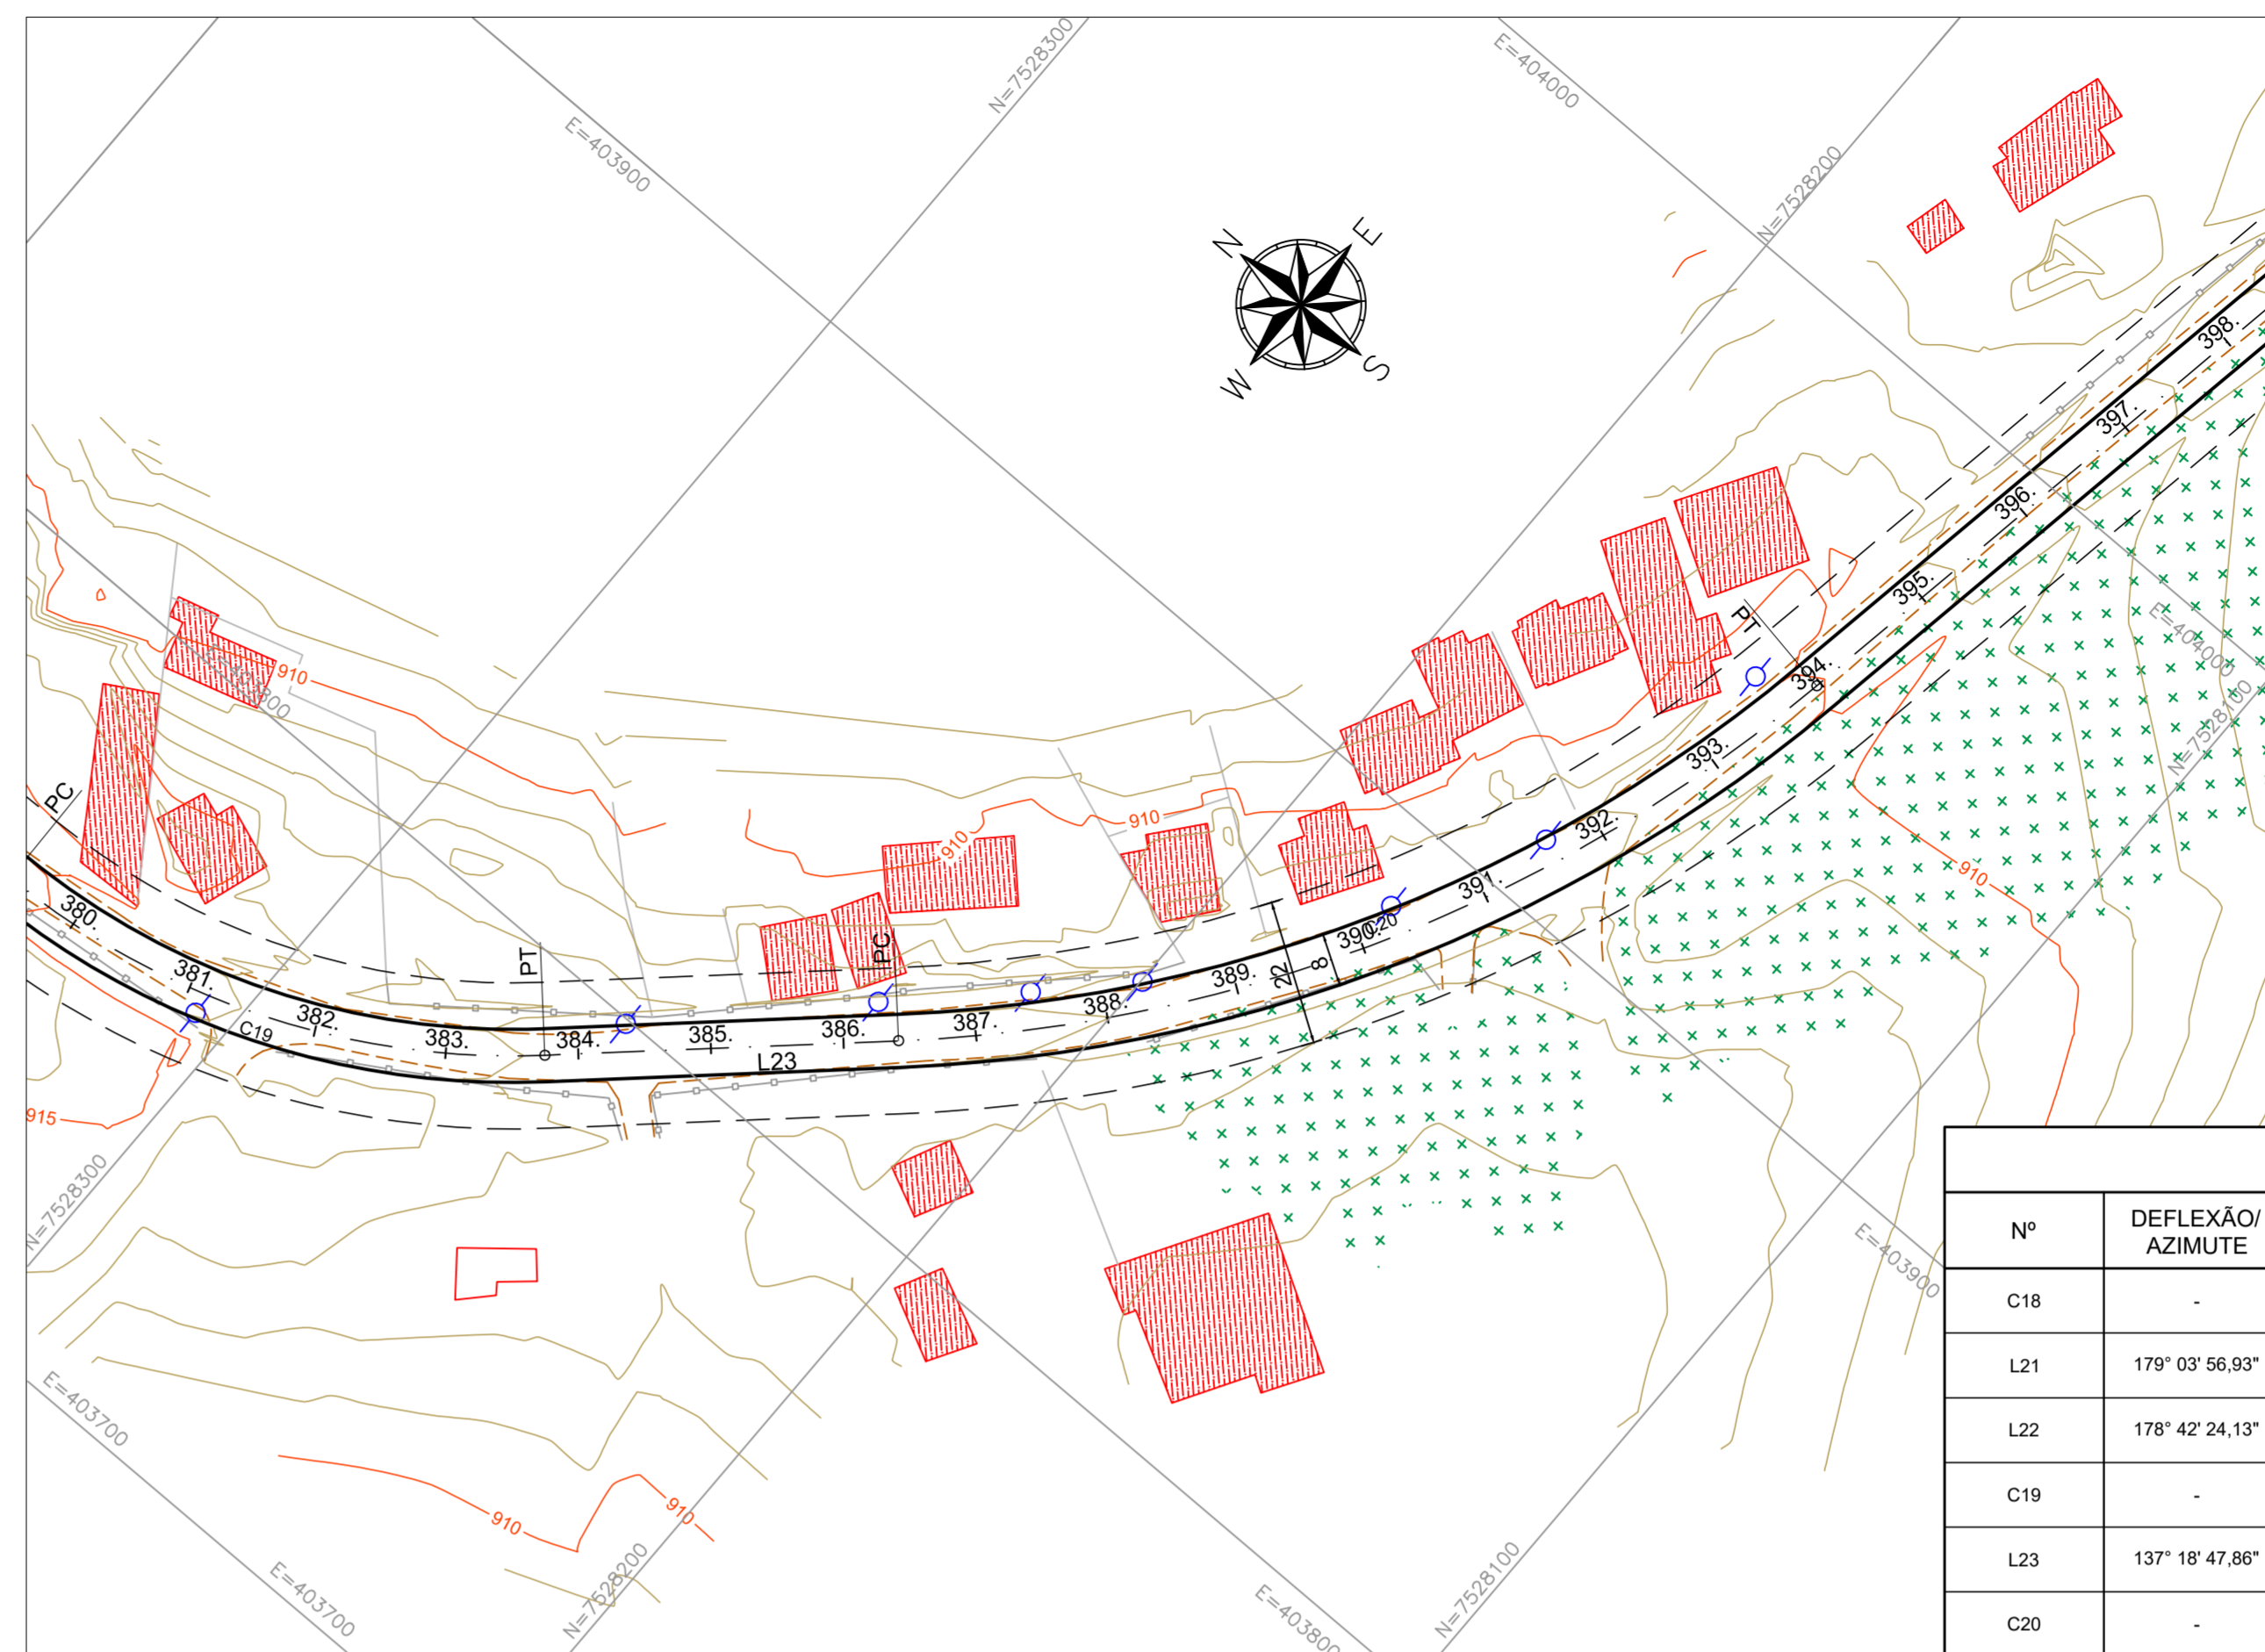 N=7528300
E=404000
E=403900
N=7528200
N
E
W
S
398.
397.
396.
395.
E=404000
N=7528100
PT
394.
393.
392.
391.
390.
C20
22
8
389.
388.
387.
386.
385.
384.
383.
382.
381.
380.
C19
L23
PC
PT
PC
E=403800
910
910
910
910
915
N=7528300
E=403700
E=403700
910
910
N=7528200
E=403800
N=7528100
E=403900
Nº
DEFLEXÃO/
AZIMUTE
C18 -
L21 179° 03' 56,93"
L22 178° 42' 24,13"
C19 -
L23 137° 18' 47,86"
C20 -